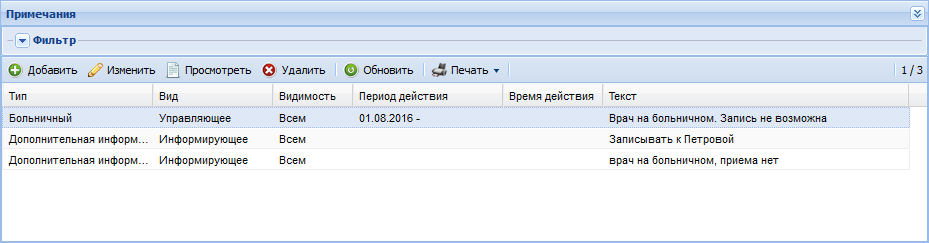 Примечания
Фильтр
Добавить Изменить Просмотреть Удалить Обновить Печать 1 / 3
Тип Вид Видимость Период действия Время действия Текст
Больничный Управляющее Всем 01.08.2016 - Врач на больничном. Запись не возможна
Дополнительная информ... Информирующее Всем Записывать к Петровой
Дополнительная информ... Информирующее Всем врач на больничном, приема нет